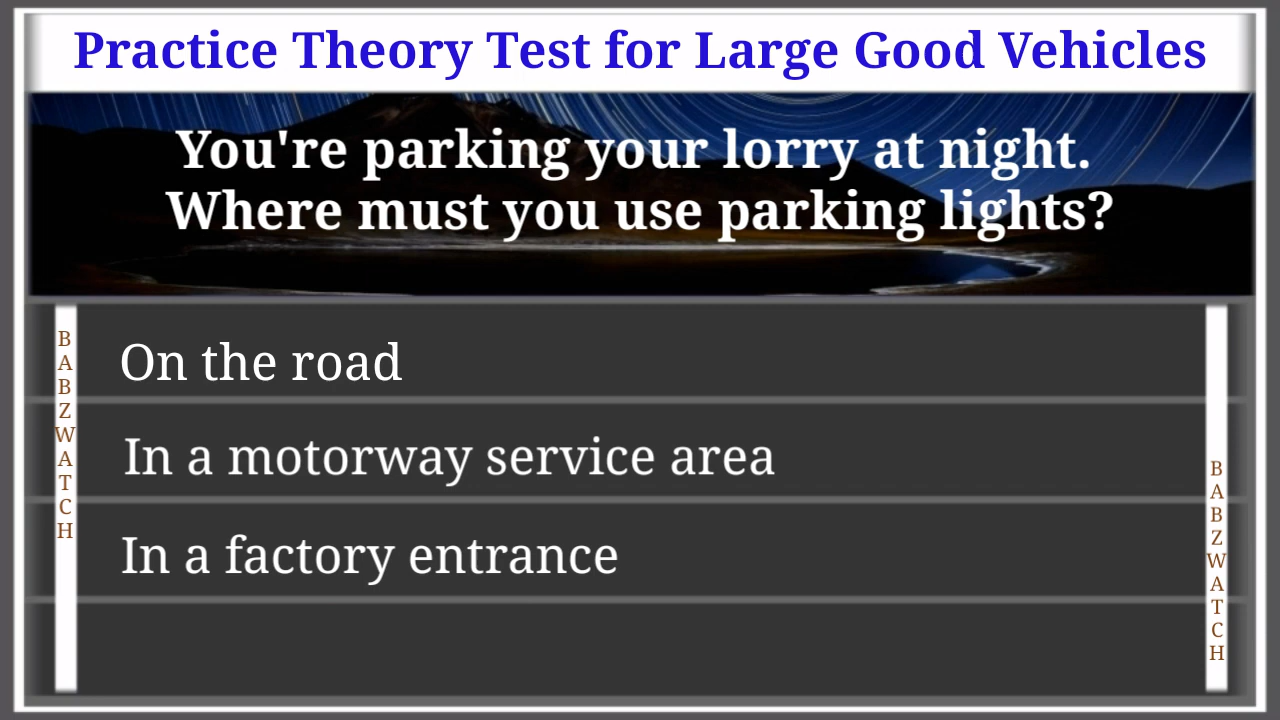 Practice Theory Test for Large Good Vehicles
You're parking your lorry at night.
Where must you use parking lights?
On the road
In a motorway service area
In a factory entrance
BABZWATCH
BABZWATCH